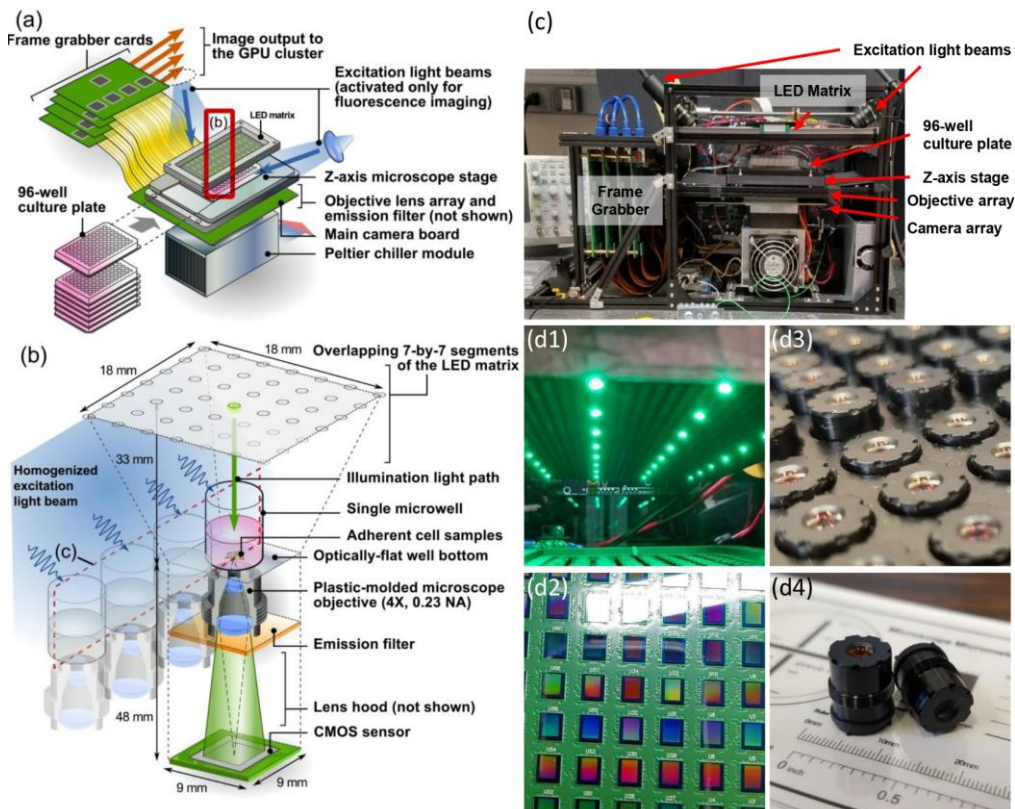 (a)
Frame grabber cards
Image output to
the GPU cluster
Excitation light beams
(activated only for
fluorescence imaging)
(b)
LED matrix
96-well
culture plate
Z-axis microscope stage
Objective lens array and
emission filter (not shown)
Main camera board
Peltier chiller module
(b)
18 mm
18 mm
Overlapping 7-by-7 segments
of the LED matrix
Homogenized
excitation
light beam
33 mm
Illumination light path
Single microwell
(c)
Adherent cell samples
Optically-flat well bottom
Plastic-molded microscope
objective (4X, 0.23 NA)
Emission filter
48 mm
Lens hood (not shown)
CMOS sensor
9 mm
9 mm
(c)
Excitation light beams
LED Matrix
96-well
culture plate
Z-axis stage
Objective array
Camera array
Frame
Grabber
(d1)
(d3)
(d2)
(d4)
0mm
10mm
20mm
0 inch
0.5